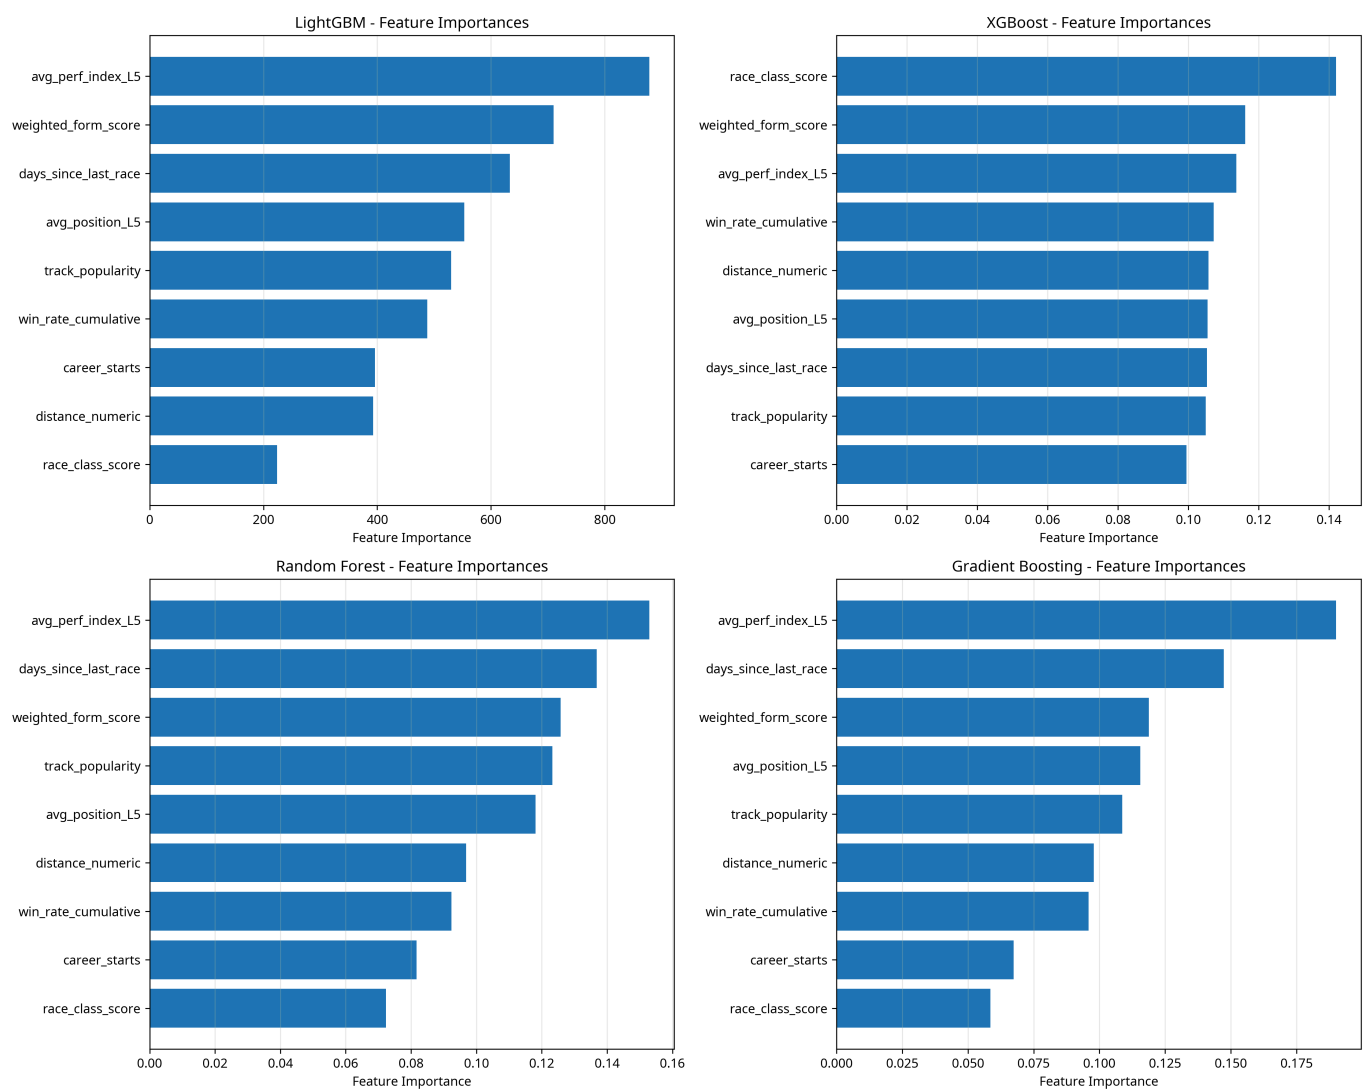 LightGBM - Feature Importances
avg_perf_index_L5
weighted_form_score
days_since_last_race
avg_position_L5
track_popularity
win_rate_cumulative
career_starts
distance_numeric
race_class_score
0 200 400 600 800
Feature Importance
XGBoost - Feature Importances
race_class_score
weighted_form_score
avg_perf_index_L5
win_rate_cumulative
distance_numeric
avg_position_L5
days_since_last_race
track_popularity
career_starts
0.00 0.02 0.04 0.06 0.08 0.10 0.12 0.14
Feature Importance
Random Forest - Feature Importances
avg_perf_index_L5
days_since_last_race
weighted_form_score
track_popularity
avg_position_L5
distance_numeric
win_rate_cumulative
career_starts
race_class_score
0.00 0.02 0.04 0.06 0.08 0.10 0.12 0.14 0.16
Feature Importance
Gradient Boosting - Feature Importances
avg_perf_index_L5
days_since_last_race
weighted_form_score
avg_position_L5
track_popularity
distance_numeric
win_rate_cumulative
career_starts
race_class_score
0.000 0.025 0.050 0.075 0.100 0.125 0.150 0.175
Feature Importance